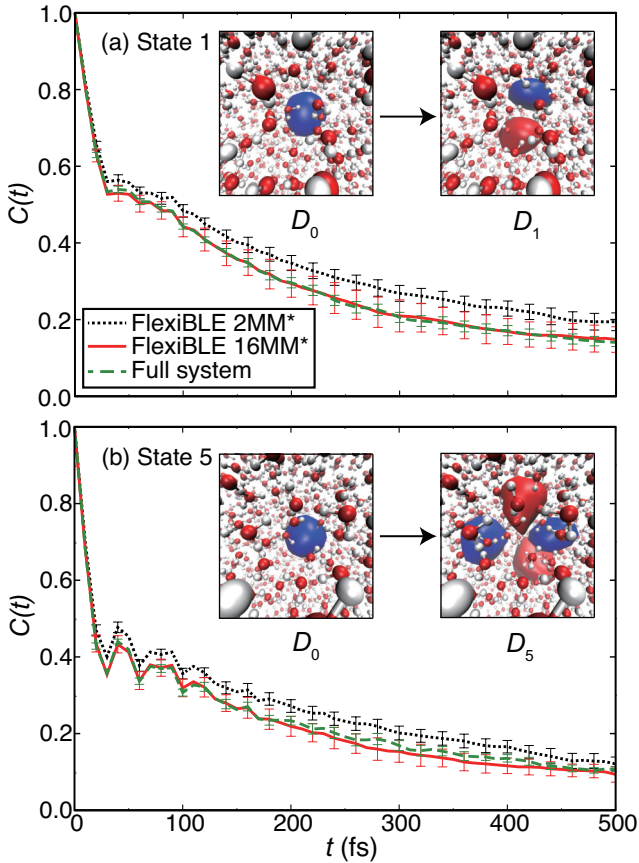 1.0
(a) State 1
0.8
0.6
C(t)
D0
D1
0.4
FlexiBLE 2MM*
FlexiBLE 16MM*
Full system
0.2
0.0
1.0
(b) State 5
0.8
0.6
C(t)
D0
D5
0.4
0.2
0.0
0 100 200 300 400 500
t (fs)